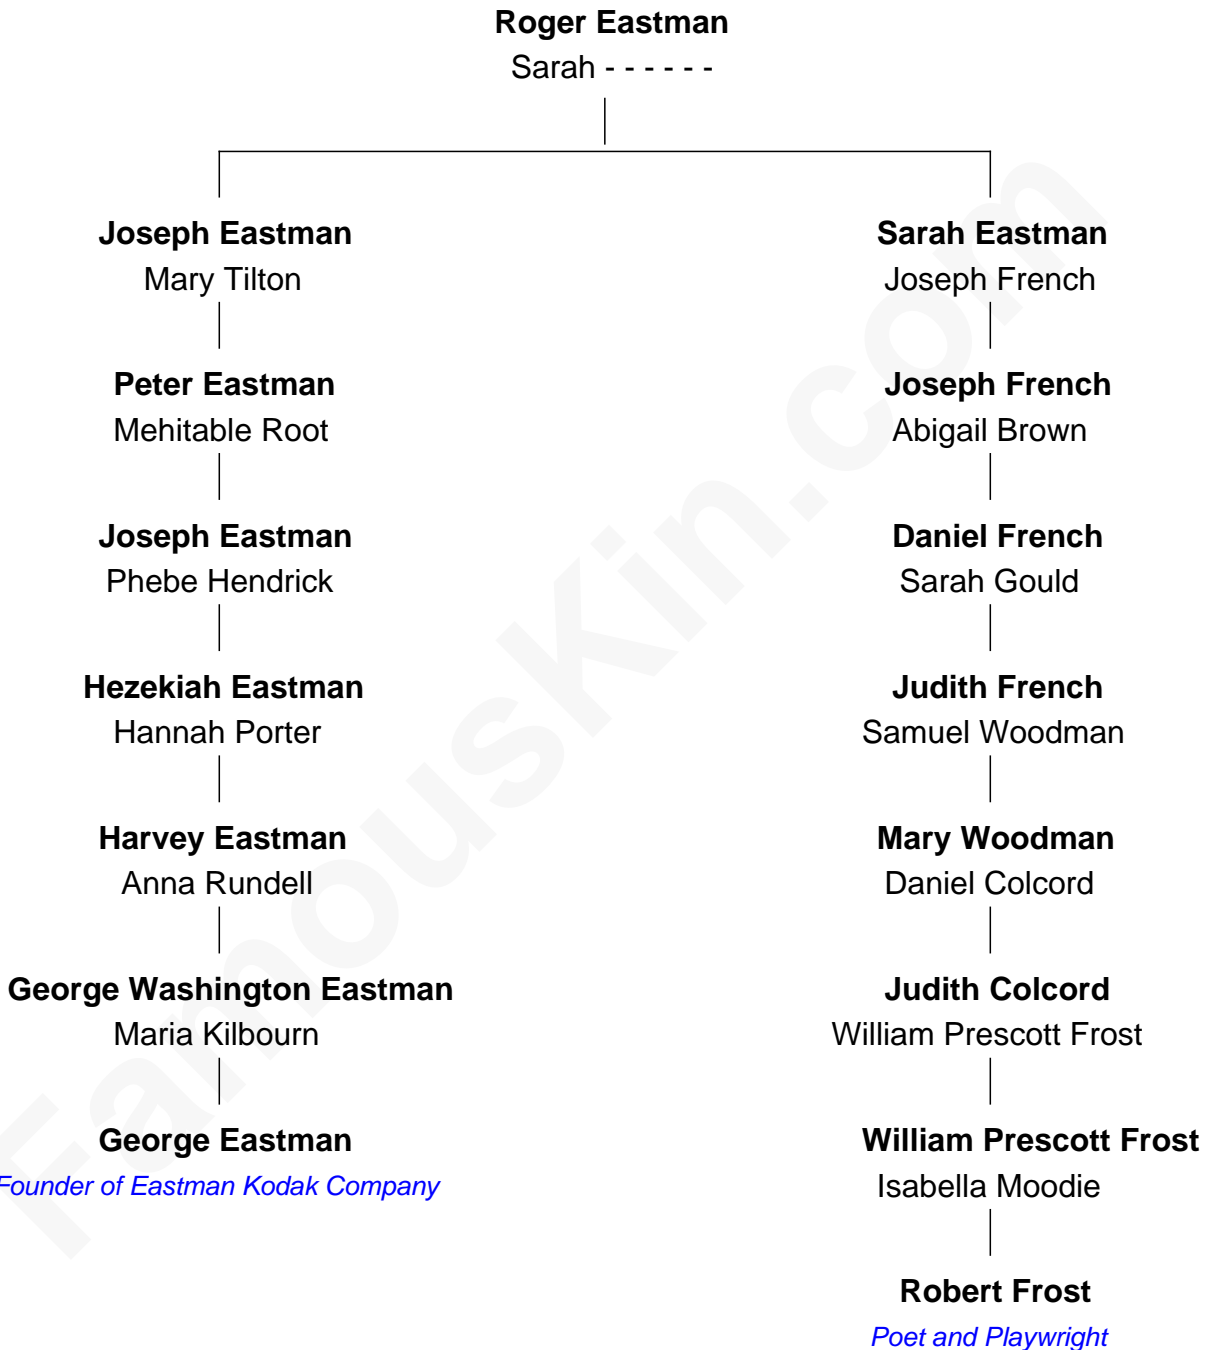 Roger Eastman
Sarah - - - - - -
Joseph Eastman
Mary Tilton
Sarah Eastman
Joseph French
Peter Eastman
Mehitable Root
Joseph French
Abigail Brown
Joseph Eastman
Phebe Hendrick
Daniel French
Sarah Gould
Hezekiah Eastman
Hannah Porter
Judith French
Samuel Woodman
Harvey Eastman
Anna Rundell
Mary Woodman
Daniel Colcord
George Washington Eastman
Maria Kilbourn
Judith Colcord
William Prescott Frost
George Eastman
Founder of Eastman Kodak Company
William Prescott Frost
Isabella Moodie
Robert Frost
Poet and Playwright
FamousKin.com